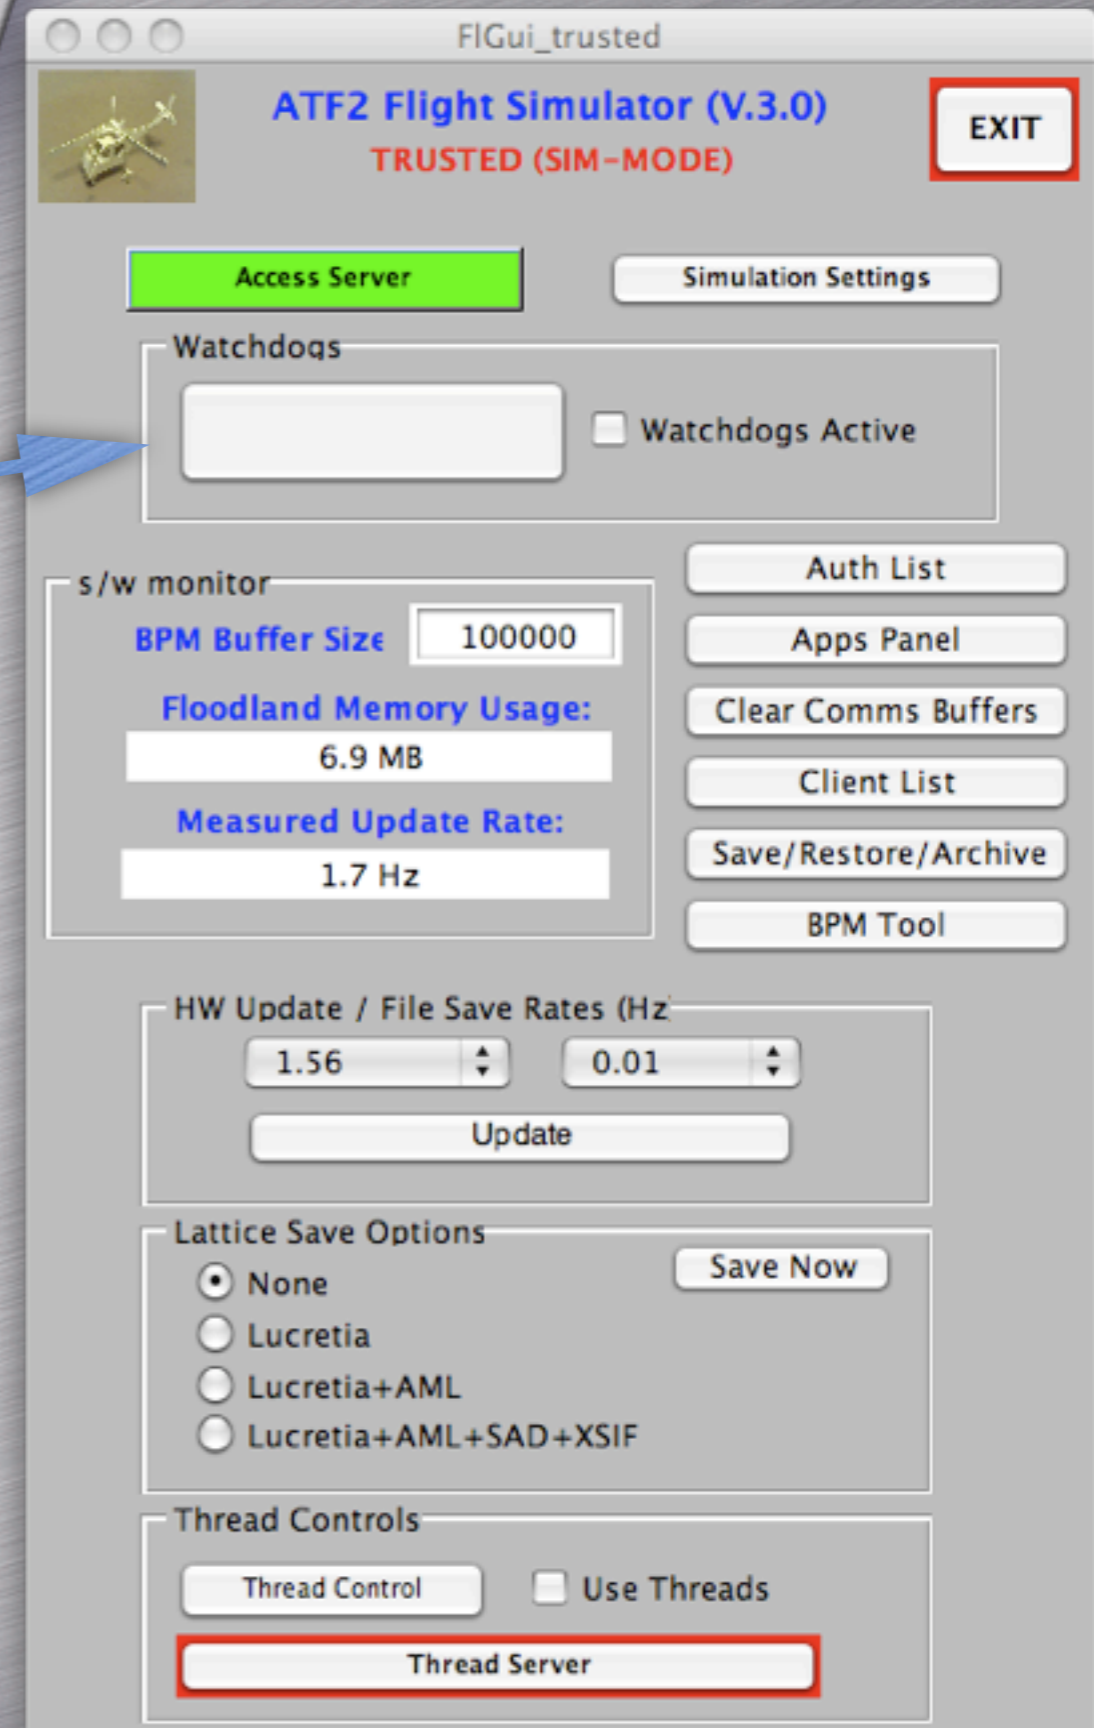 FlGui_trusted
ATF2 Flight Simulator (V.3.0)
TRUSTED (SIM-MODE)
EXIT
Access Server
Simulation Settings
Watchdogs
Watchdogs Active
s/w monitor
BPM Buffer Size
100000
Floodland Memory Usage:
6.9 MB
Measured Update Rate:
1.7 Hz
Auth List
Apps Panel
Clear Comms Buffers
Client List
Save/Restore/Archive
BPM Tool
HW Update / File Save Rates (Hz
1.56
0.01
Update
Lattice Save Options
Save Now
None
Lucretia
Lucretia+AML
Lucretia+AML+SAD+XSIF
Thread Controls
Thread Control
Use Threads
Thread Server